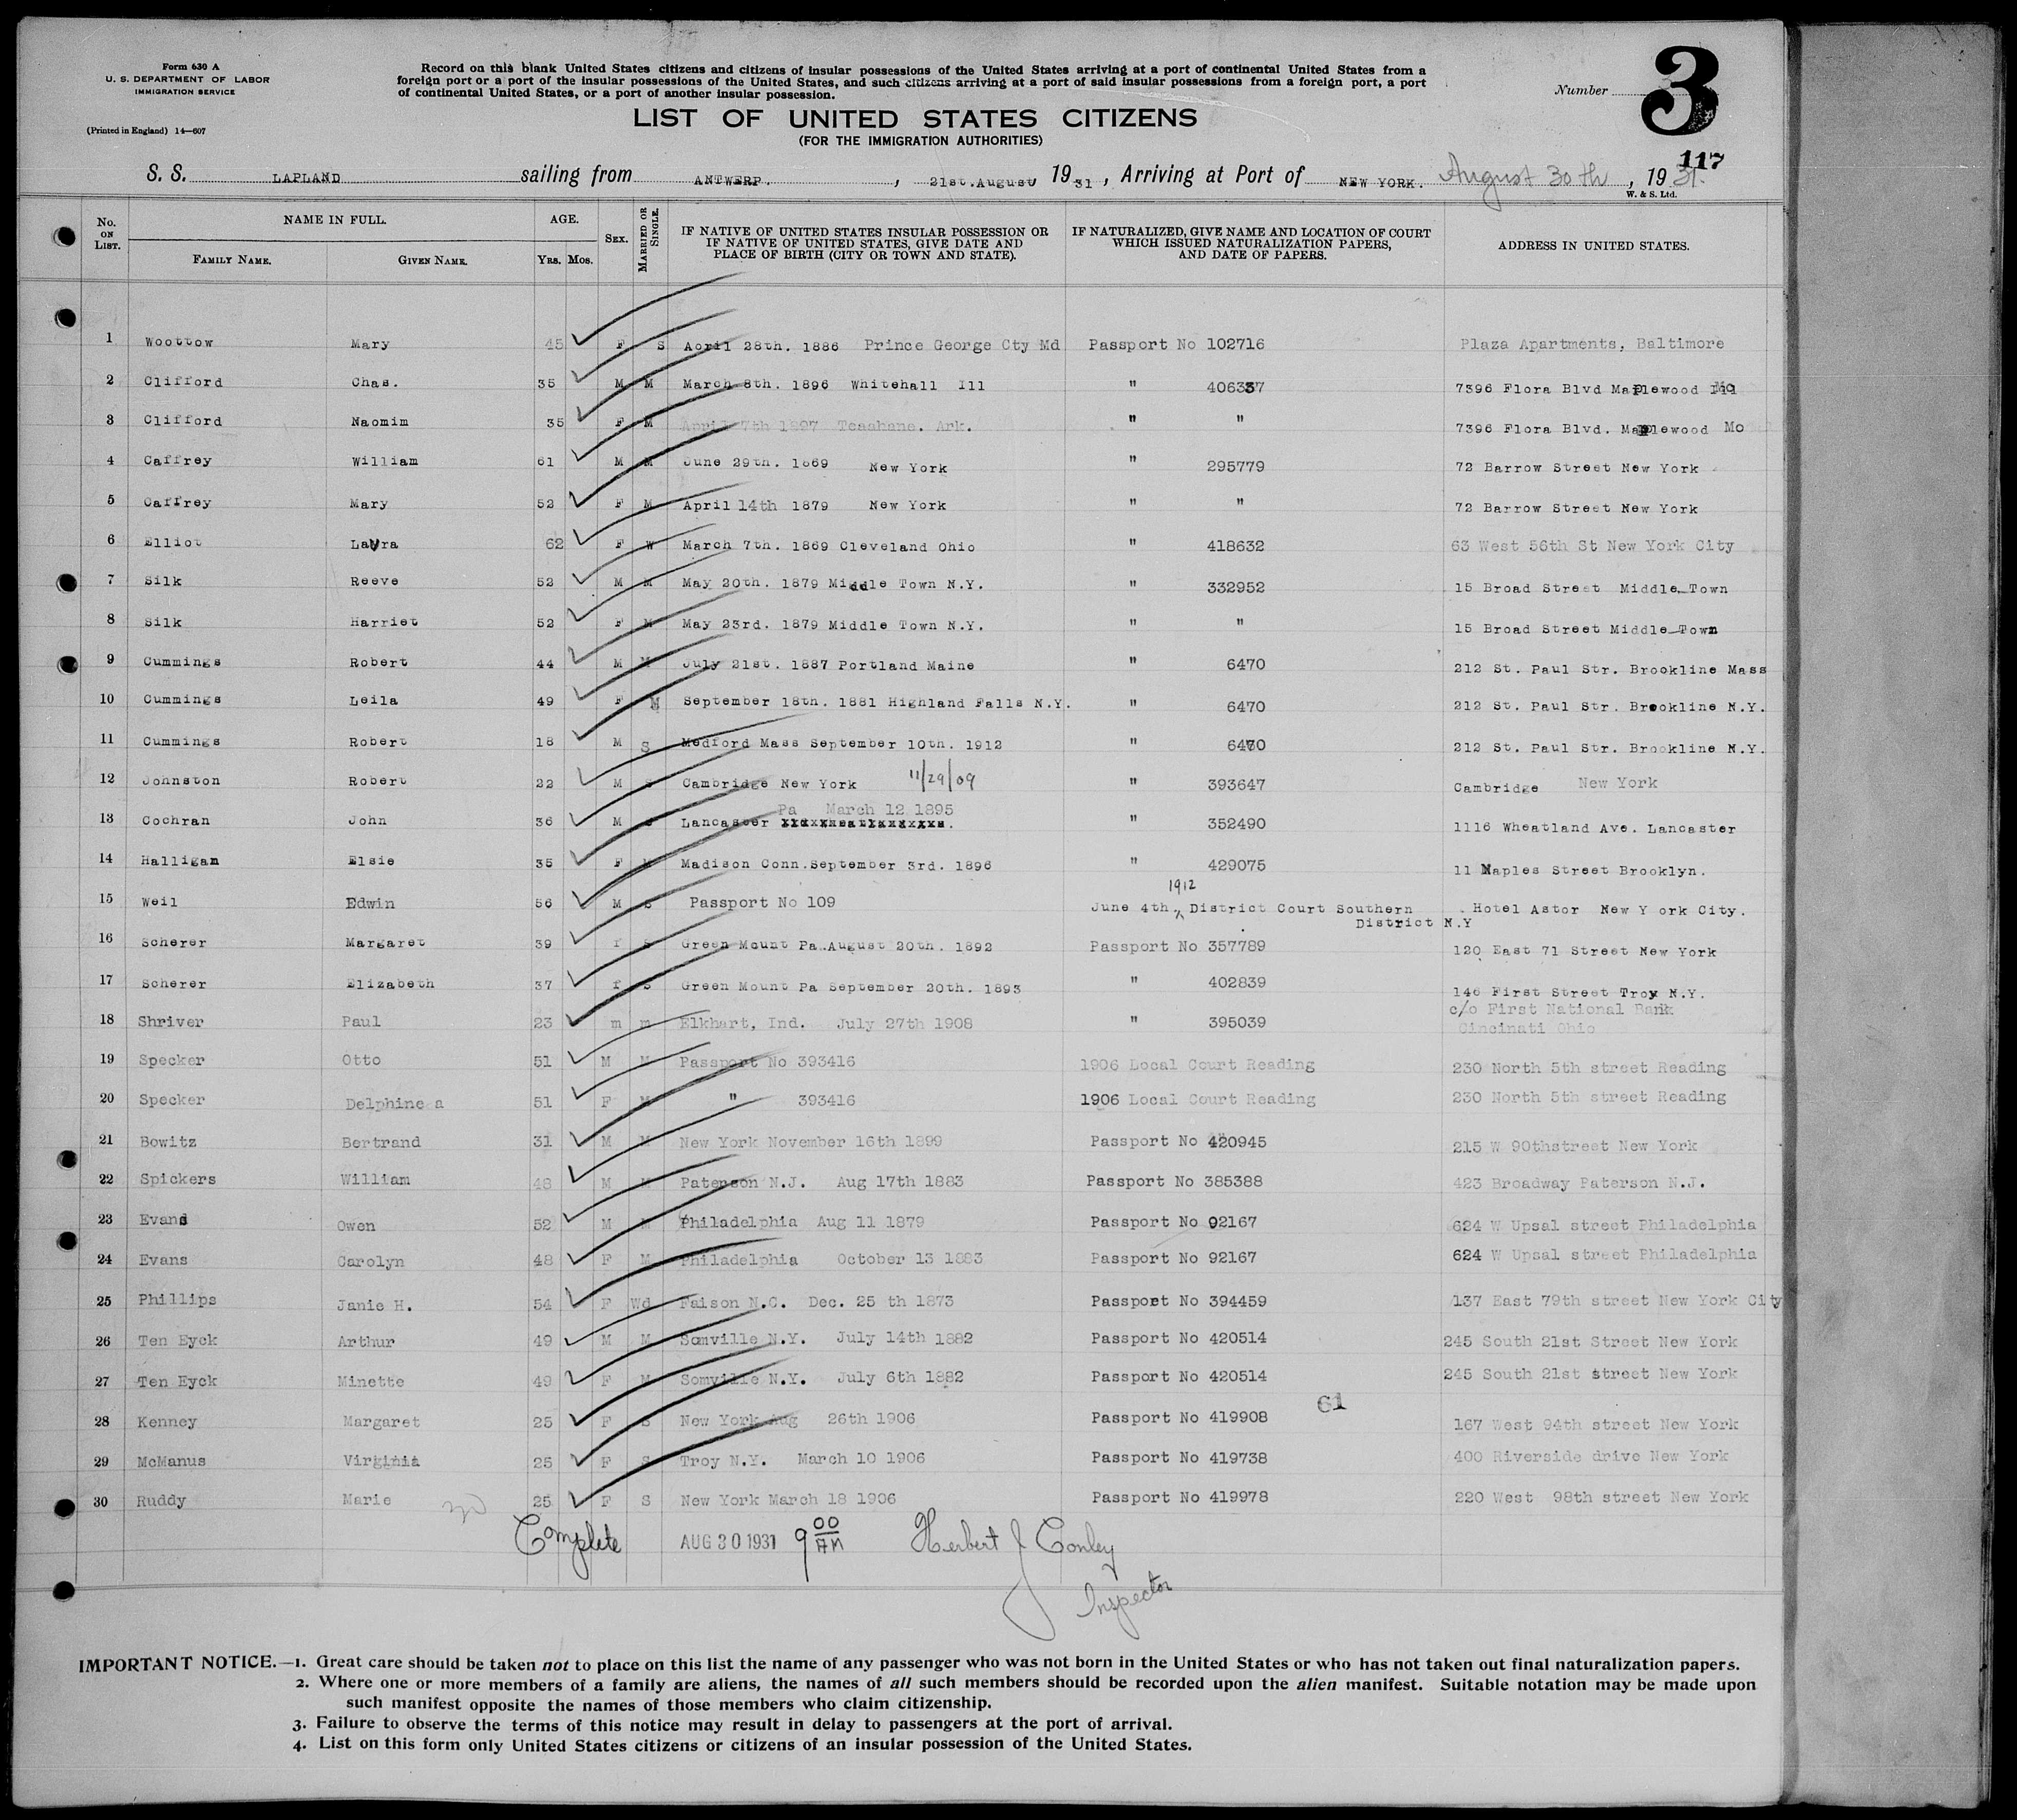 Form 630 A
U. S. DEPARTMENT OF LABOR
IMMIGRATION SERVICE
(Printed in England) 14—607
Record on this blank United States citizens and citizens of insular possessions of the United States arriving at a port of continental United States from a
foreign port or a port of the insular possessions of the United States, and such citizens arriving at a port of said insular possessions from a foreign port, a port
of continental United States, or a port of another insular possession.
Number
3
LIST OF UNITED STATES CITIZENS
(FOR THE IMMIGRATION AUTHORITIES)
117
S. S. LAPLAND sailing from ANTWERP. , 21st.August 1931, Arriving at Port of NEW YORK. August 30th, 1931.
W. & S. Ltd.
No. ON LIST. NAME IN FULL. FAMILY NAME. GIVEN NAME. AGE. YRS. MOS. SEX. MARRIED OR SINGLE. IF NATIVE OF UNITED STATES INSULAR POSSESSION OR IF NATIVE OF UNITED STATES, GIVE DATE AND PLACE OF BIRTH (CITY OR TOWN AND STATE). IF NATURALIZED, GIVE NAME AND LOCATION OF COURT WHICH ISSUED NATURALIZATION PAPERS, AND DATE OF PAPERS. ADDRESS IN UNITED STATES.
1 Woottow Mary 45 F S April 28th. 1886 Prince George Cty Md Passport No 102716 Plaza Apartments, Baltimore
2 Clifford Chas. 35 M M March 8th. 1896 Whitehall Ill " 406337 7396 Flora Blvd Maplewood Mo
3 Clifford Naomim 35 F M April 7th 1897 Teaahane. Ark. " " 7396 Flora Blvd. Maplewood Mo
4 Caffrey William 61 M M June 29th. 1869 New York " 295779 72 Barrow Street New York
5 Caffrey Mary 52 F M April 14th 1879 New York " " 72 Barrow Street New York
6 Elliot Laura 62 F W March 7th. 1869 Cleveland Ohio " 418632 63 West 56th St New York City
7 Silk Reeve 52 M M May 20th. 1879 Middle Town N.Y. " 332952 15 Broad Street Middle Town
8 Silk Harriet 52 F M May 23rd. 1879 Middle Town N.Y. " " 15 Broad Street Middle Town
9 Cummings Robert 44 M M July 21st. 1887 Portland Maine " 6470 212 St. Paul Str. Brookline Mass
10 Cummings Leila 49 F M September 18th. 1881 Highland Falls N.Y. " 6470 212 St. Paul Str. Brookline N.Y.
11 Cummings Robert 18 M S Medford Mass September 10th. 1912 " 6470 212 St. Paul Str. Brookline N.Y.
12 Johnston Robert 22 M S Cambridge New York 11/29/09 " 393647 Cambridge New York
13 Cochran John 36 M S Lancaster Pa March 12 1895 " 352490 1116 Wheatland Ave. Lancaster
14 Halligan Elsie 35 F M Madison Conn.September 3rd. 1896 " 429075 11 Maples Street Brooklyn.
15 Weil Edwin 56 M S Passport No 109 June 4th, 1912 District Court Southern District N.Y Hotel Astor New Y ork City.
16 Scherer Margaret 39 F S Green Mount Pa.August 20th. 1892 Passport No 357789 120 East 71 Street New York
17 Scherer Elizabeth 37 F S Green Mount Pa September 20th. 1893 " 402839 146 First Street Troy N.Y.
18 Shriver Paul 23 m m Elkhart, Ind. July 27th 1908 " 395039 c/o First National Bank Cincinati Ohio
19 Specker Otto 51 M M Passport No 393416 1906 Local Court Reading 230 North 5th street Reading
20 Specker Delphine a 51 F M " 393416 1906 Local Court Reading 230 North 5th street Reading
21 Bowitz Bertrand 31 M M New York November 16th 1899 Passport No 420945 215 W 90thstreet New York
22 Spickers William 48 M M Paterson N.J. Aug 17th 1883 Passport No 385388 423 Broadway Paterson N.J.
23 Evans Owen 52 M M Philadelphia Aug 11 1879 Passport No 92167 624 W Upsal street Philadelphia
24 Evans Carolyn 48 F M Philadelphia October 13 1883 Passport No 92167 624 W Upsal street Philadelphia
25 Phillips Janie H. 54 F Wd Faison N.C. Dec. 25 th 1873 Passport No 394459 137 East 79th street New York City
26 Ten Eyck Arthur 49 M M Somville N.Y. July 14th 1882 Passport No 420514 245 South 21st Street New York
27 Ten Eyck Minette 49 F M Somville N.Y. July 6th 1882 Passport No 420514 245 South 21st street New York
61
28 Kenney Margaret 25 F S New York Aug 26th 1906 Passport No 419908 167 West 94th street New York
29 McManus Virginia 25 F S Troy N.Y. March 10 1906 Passport No 419738 400 Riverside drive New York
30 Ruddy Marie 25 F S New York March 18 1906 Passport No 419978 220 West 98th street New York
30
Complete AUG 30 1931 9 00 AM Herbert J Conley
Inspector
IMPORTANT NOTICE.—1. Great care should be taken not to place on this list the name of any passenger who was not born in the United States or who has not taken out final naturalization papers.
2. Where one or more members of a family are aliens, the names of all such members should be recorded upon the alien manifest. Suitable notation may be made upon
such manifest opposite the names of those members who claim citizenship.
3. Failure to observe the terms of this notice may result in delay to passengers at the port of arrival.
4. List on this form only United States citizens or citizens of an insular possession of the United States.